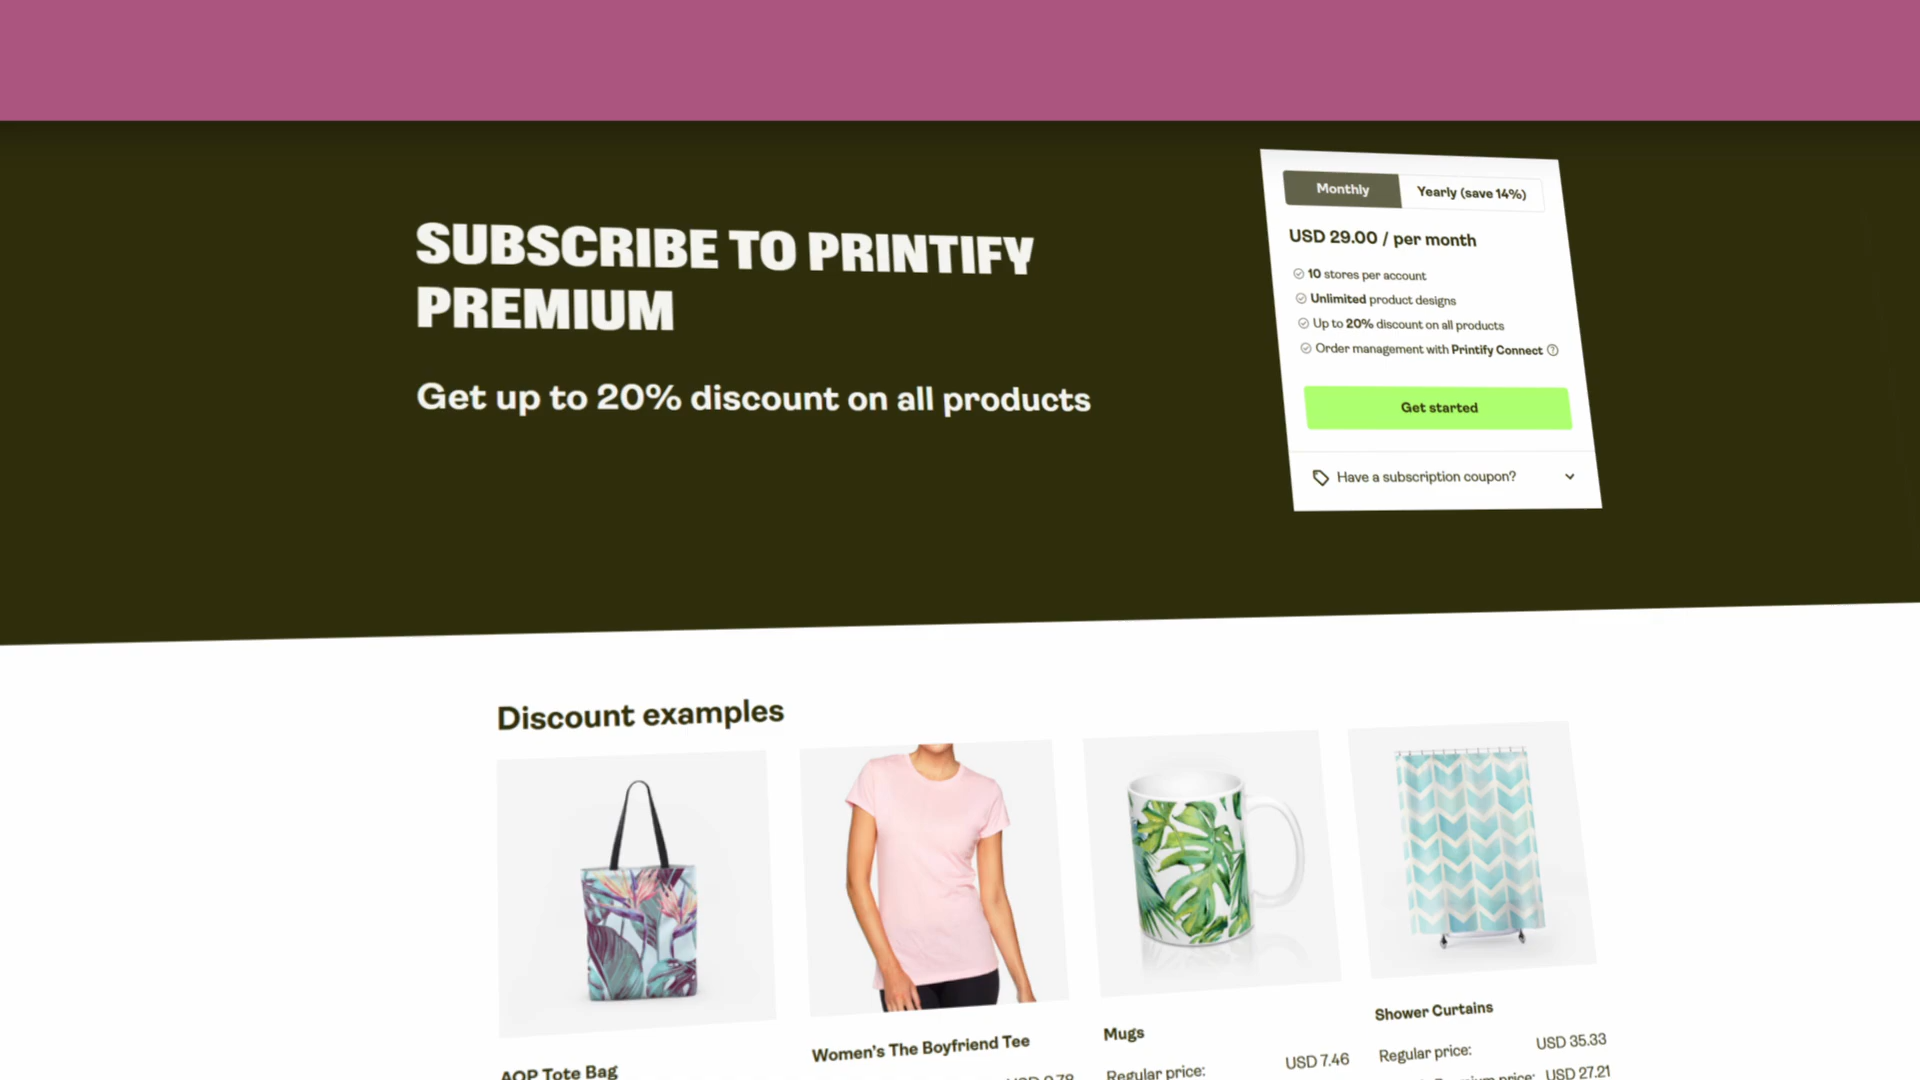 SUBSCRIBE TO PRINTIFY
PREMIUM
Get up to 20% discount on all products
Monthly
Yearly (save 14%)
USD 29.00 / per month
10 stores per account
Unlimited product designs
Up to 20% discount on all products
Order management with Printify Connect
Get started
Have a subscription coupon?
Discount examples
AOP Tote Bag
Women's The Boyfriend Tee
Mugs
Regular price: USD 7.46
Shower Curtains
Regular price: USD 35.33
Premium price: USD 27.21